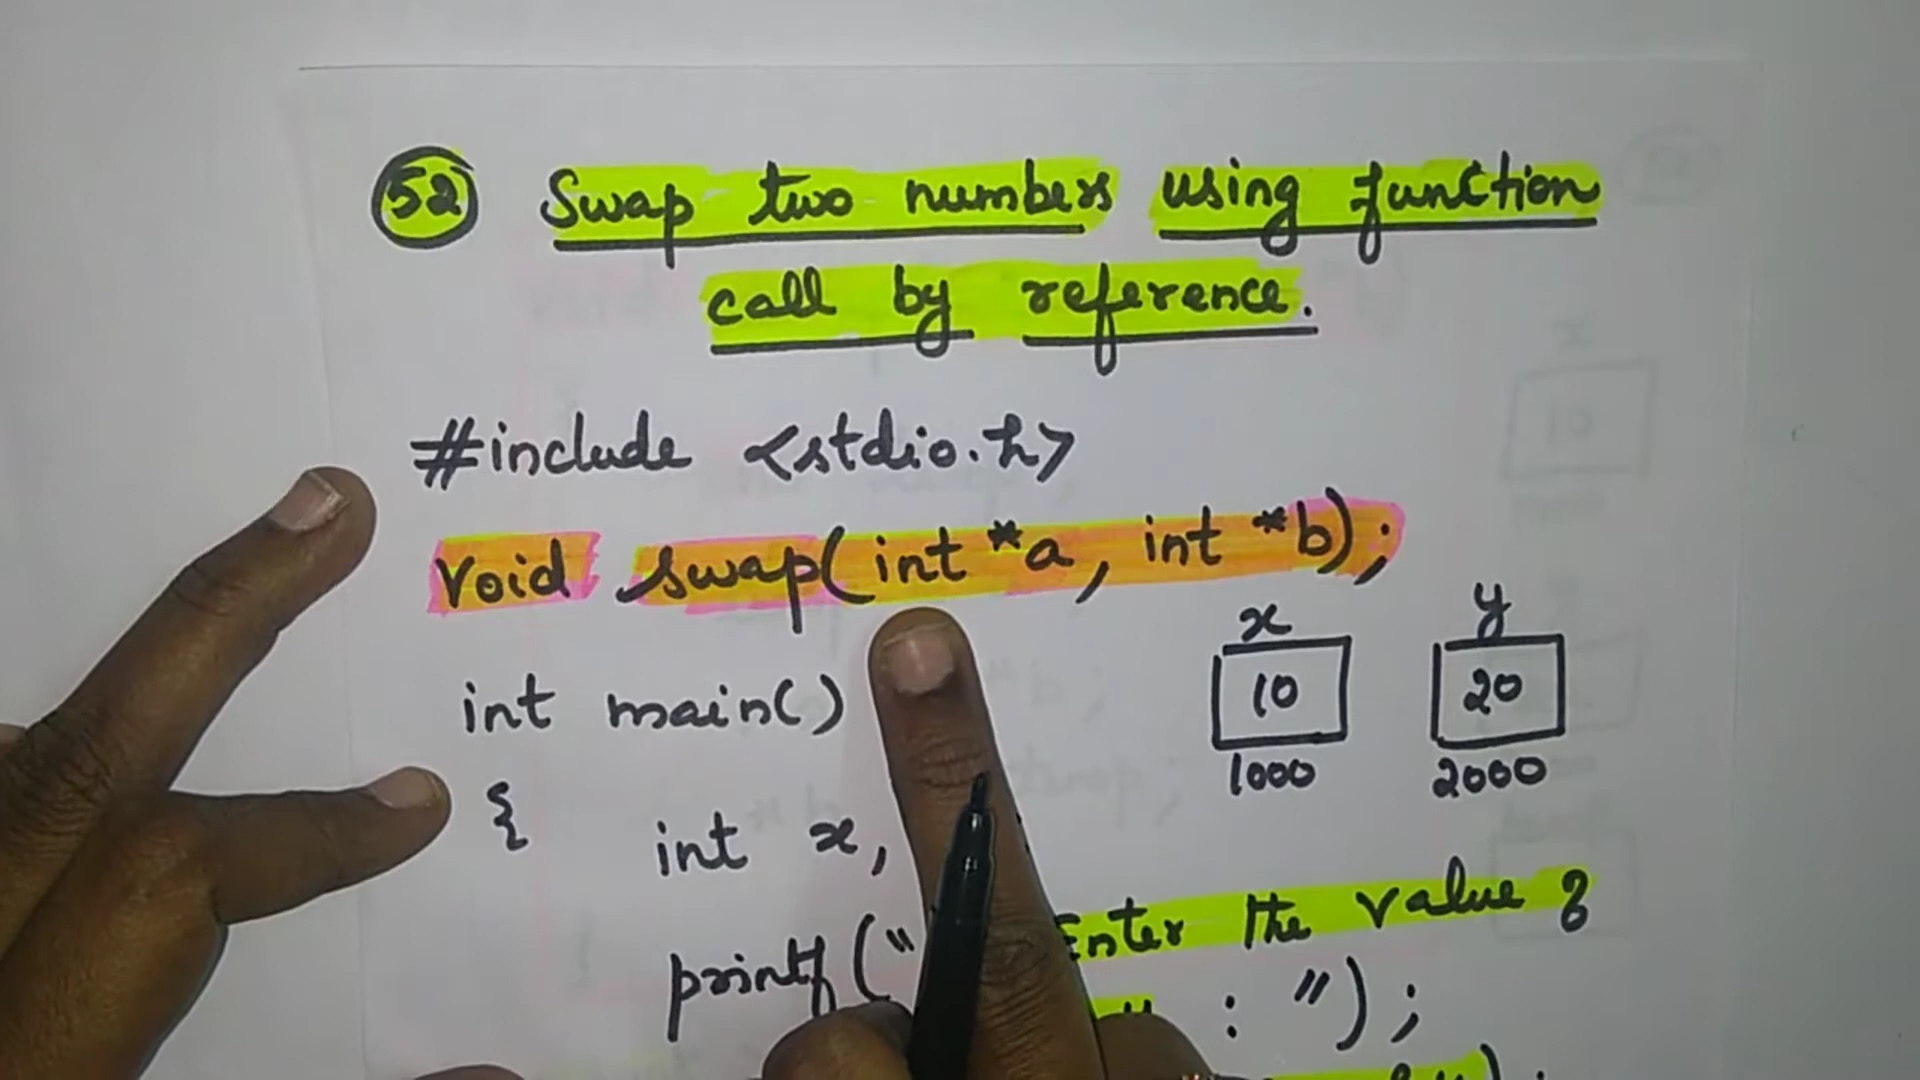 52 Swap two numbers using function
call by reference.
#include <stdio.h>
void swap(int *a, int *b);
x y
int main() 10 20
1000 2000
{ int x,
printf(" Enter the value of
: ");